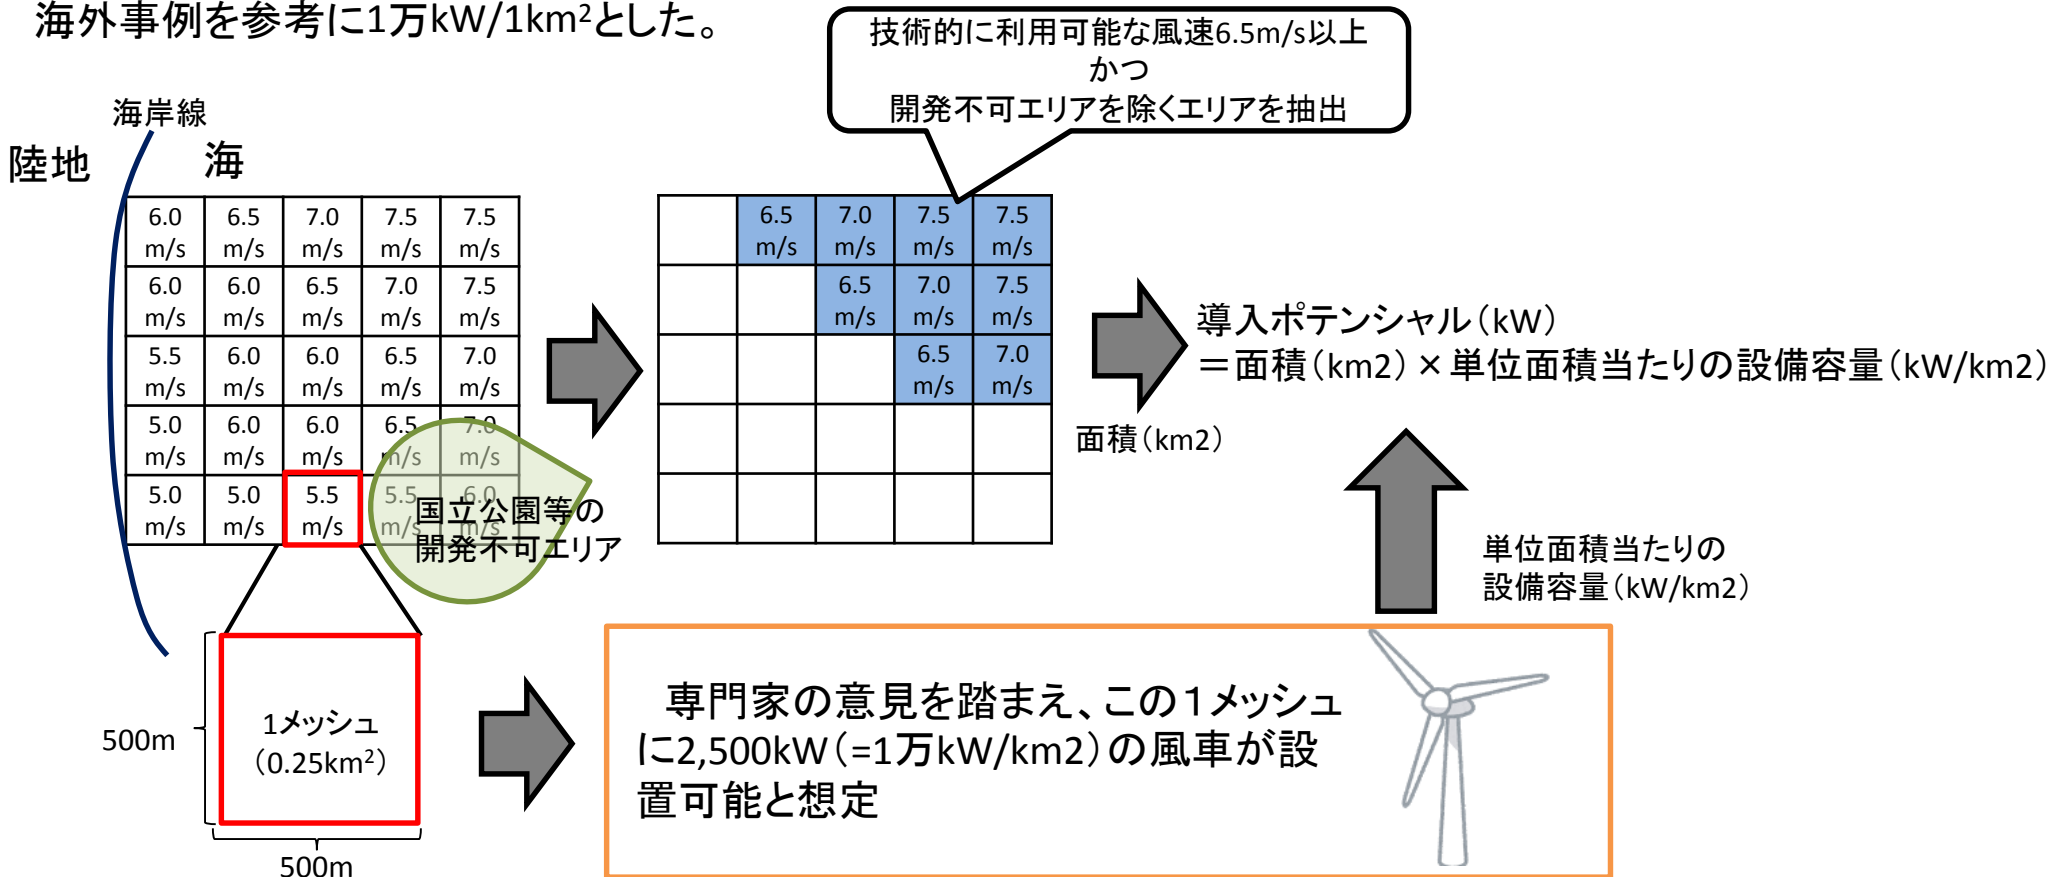 海外事例を参考に1万kW/1km²とした。
技術的に利用可能な風速6.5m/s以上
かつ
開発不可エリアを除くエリアを抽出
海岸線
陸地
海
6.0 m/s 6.5 m/s 7.0 m/s 7.5 m/s 7.5 m/s
6.0 m/s 6.0 m/s 6.5 m/s 7.0 m/s 7.5 m/s
5.5 m/s 6.0 m/s 6.0 m/s 6.5 m/s 7.0 m/s
5.0 m/s 6.0 m/s 6.0 m/s 6.5 m/s 7.0 m/s
5.0 m/s 5.0 m/s 5.5 m/s 5.5 m/s 6.0 m/s
国立公園等の
開発不可エリア
6.5 m/s 7.0 m/s 7.5 m/s 7.5 m/s
6.5 m/s 7.0 m/s 7.5 m/s
6.5 m/s 7.0 m/s
導入ポテンシャル（kW）
＝面積（km2）×単位面積当たりの設備容量（kW/km2）
面積（km2）
単位面積当たりの
設備容量（kW/km2）
500m
1メッシュ
（0.25km²）
500m
専門家の意見を踏まえ、この１メッシュ
に2,500kW（=1万kW/km2）の風車が設
置可能と想定